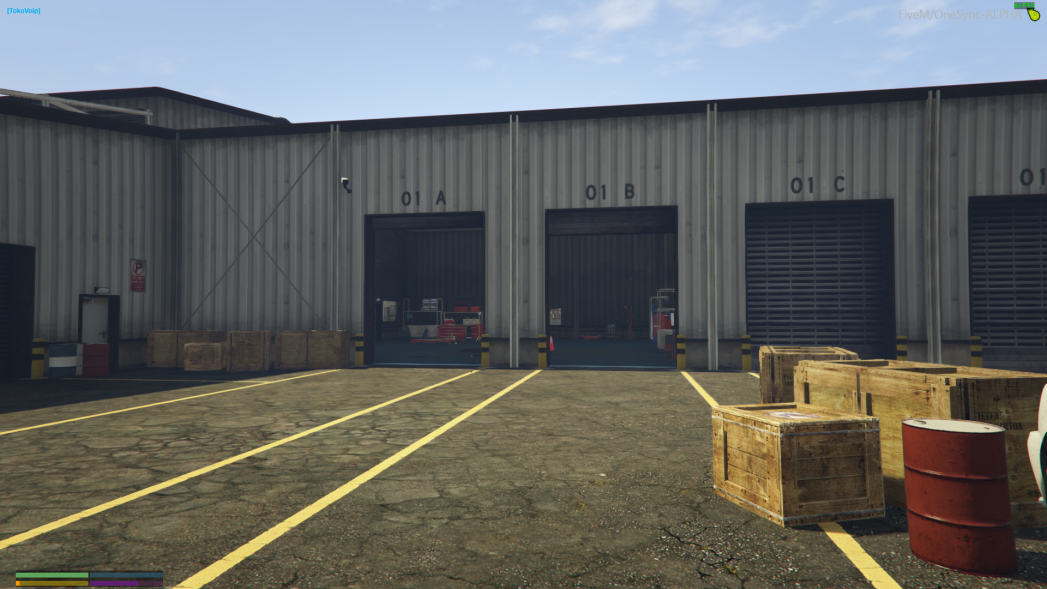 [TokoVoip]
FiveM/OneSync-ALPHA
01 A
01 B
01 C
01
P